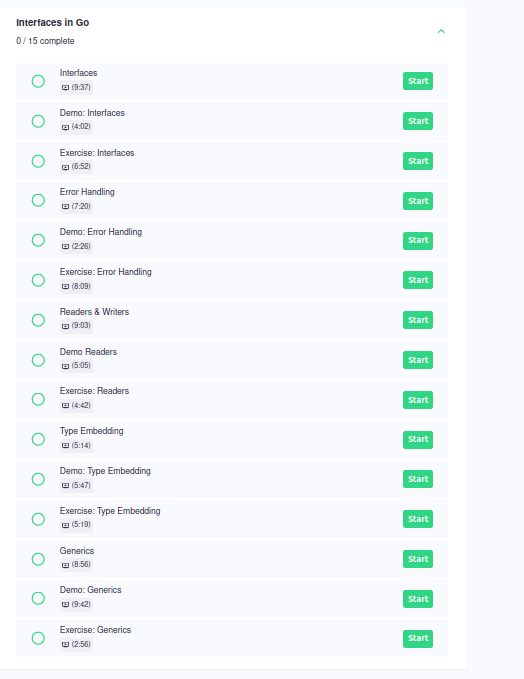 Interfaces in Go
0 / 15 complete
Interfaces
(9:37)
Start
Demo: Interfaces
(4:02)
Start
Exercise: Interfaces
(6:52)
Start
Error Handling
(7:20)
Start
Demo: Error Handling
(2:26)
Start
Exercise: Error Handling
(8:09)
Start
Readers & Writers
(9:03)
Start
Demo Readers
(5:05)
Start
Exercise: Readers
(4:42)
Start
Type Embedding
(5:14)
Start
Demo: Type Embedding
(5:47)
Start
Exercise: Type Embedding
(5:19)
Start
Generics
(8:56)
Start
Demo: Generics
(9:42)
Start
Exercise: Generics
(2:56)
Start